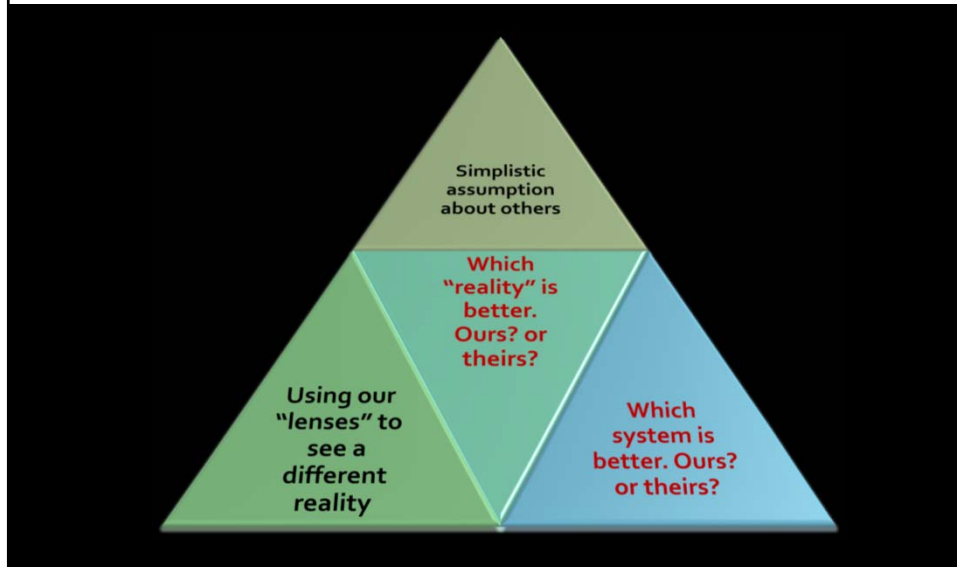 Simplistic
assumption
about others
Which
“reality” is
better.
Ours? or
theirs?
Using our
“lenses” to
see a
different
reality
Which
system is
better. Ours?
or theirs?